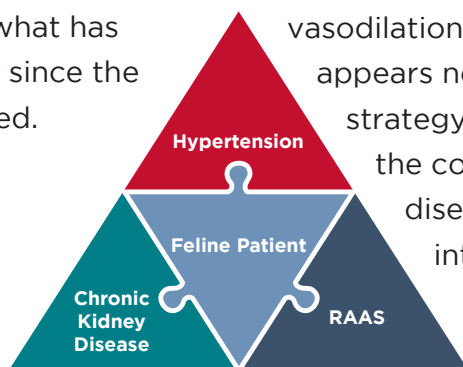 what has
since the
ed.
vasodilation
appears n
strategy
the co
dise
int
Hypertension
Feline Patient
Chronic
Kidney
Disease
RAAS